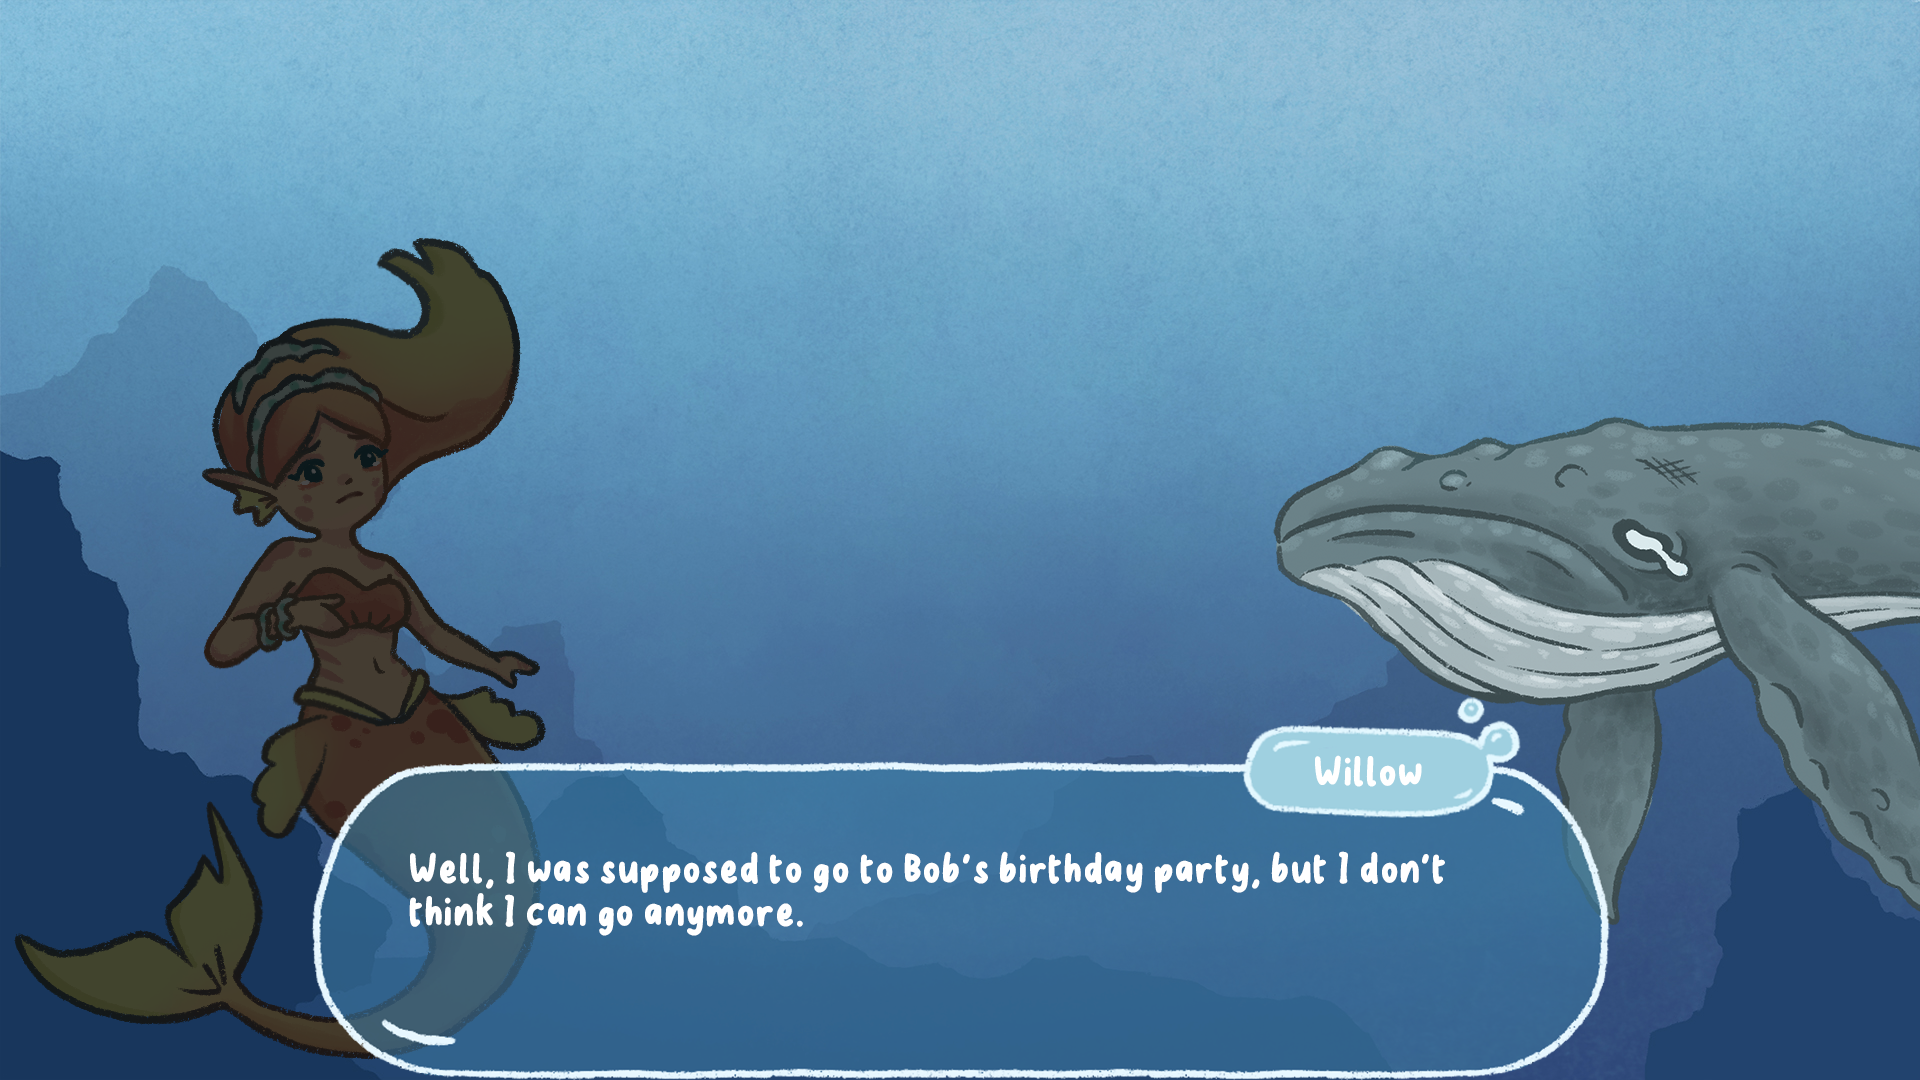 Willow
Well, I was supposed to go to Bob's birthday party, but I don't
think I can go anymore.